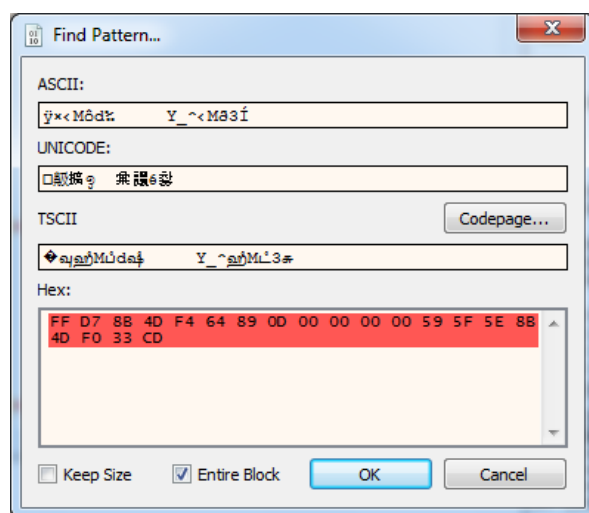 Find Pattern...
ASCII:
ÿ×‹Môd‰ Y_^‹Mð3Í
UNICODE:
TSCII
Codepage...
Hex:
FF D7 8B 4D F4 64 89 0D 00 00 00 00 59 5F 5E 8B
4D F0 33 CD
Keep Size
Entire Block
OK
Cancel